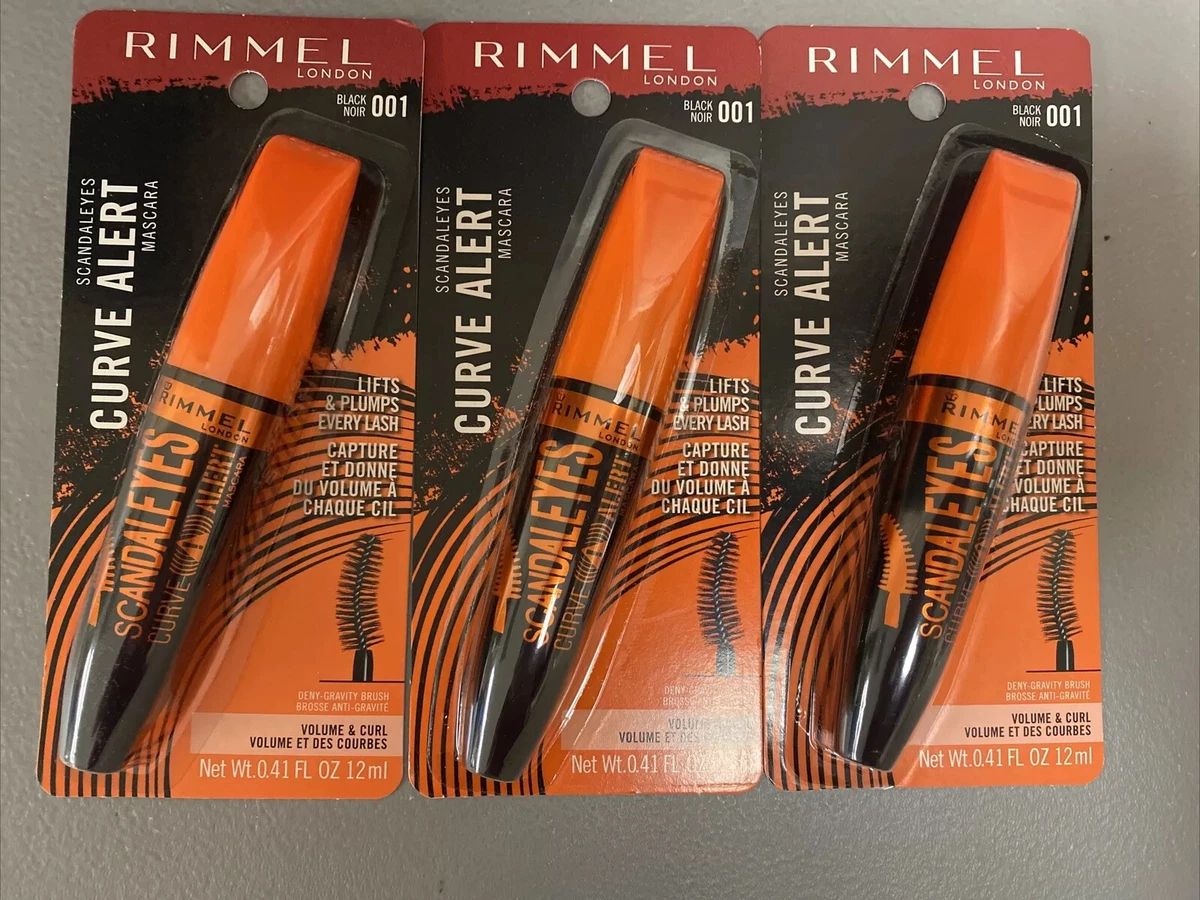 RIMMEL
LONDON
BLACK
NOIR 001
SCANDALEYES
CURVE ALERT
MASCARA
RIMMEL
LONDON
SCANDALEYES
CURVE ALERT
MASCARA
LIFTS
& PLUMPS
EVERY LASH
CAPTURE
ET DONNE
DU VOLUME À
CHAQUE CIL
DENY-GRAVITY BRUSH
BROSSE ANTI-GRAVITÉ
VOLUME & CURL
VOLUME ET DES COURBES
Net Wt.0.41 FL OZ 12ml
RIMMEL
LONDON
BLACK
NOIR 001
SCANDALEYES
CURVE ALERT
MASCARA
RIMMEL
LONDON
SCANDALEYES
CURVE ALERT
LIFTS
& PLUMPS
EVERY LASH
CAPTURE
ET DONNE
DU VOLUME À
CHAQUE CIL
VOLUME ET
Net Wt.0.41 FL OZ
RIMMEL
LONDON
BLACK
NOIR 001
SCANDALEYES
CURVE ALERT
MASCARA
RIMMEL
SCANDALEYES
CURVE
LIFTS
PLUMPS
EVERY LASH
CAPTURE
ET DONNE
VOLUME À
CHAQUE CIL
DENY-GRAVITY BRUSH
BROSSE ANTI-GRAVITÉ
VOLUME & CURL
VOLUME ET DES COURBES
Net Wt.0.41 FL OZ 12ml